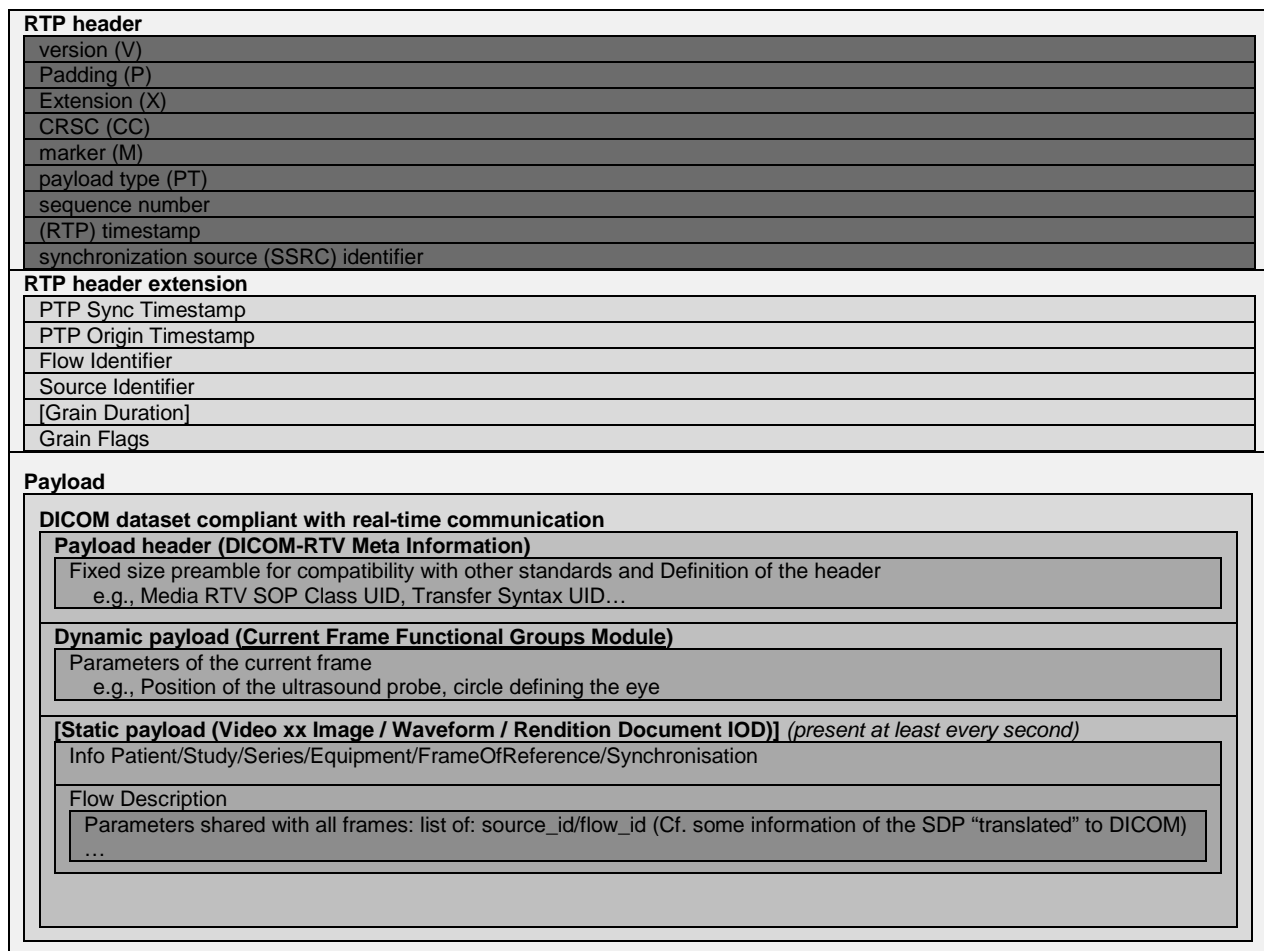 RTP header
version (V)
Padding (P)
Extension (X)
CRSC (CC)
marker (M)
payload type (PT)
sequence number
(RTP) timestamp
synchronization source (SSRC) identifier
RTP header extension
PTP Sync Timestamp
PTP Origin Timestamp
Flow Identifier
Source Identifier
[Grain Duration]
Grain Flags
Payload
DICOM dataset compliant with real-time communication
Payload header (DICOM-RTV Meta Information)
Fixed size preamble for compatibility with other standards and Definition of the header
e.g., Media RTV SOP Class UID, Transfer Syntax UID…
Dynamic payload (Current Frame Functional Groups Module)
Parameters of the current frame
e.g., Position of the ultrasound probe, circle defining the eye
[Static payload (Video xx Image / Waveform / Rendition Document IOD)] (present at least every second)
Info Patient/Study/Series/Equipment/FrameOfReference/Synchronisation
Flow Description
Parameters shared with all frames: list of: source_id/flow_id (Cf. some information of the SDP “translated” to DICOM)
…